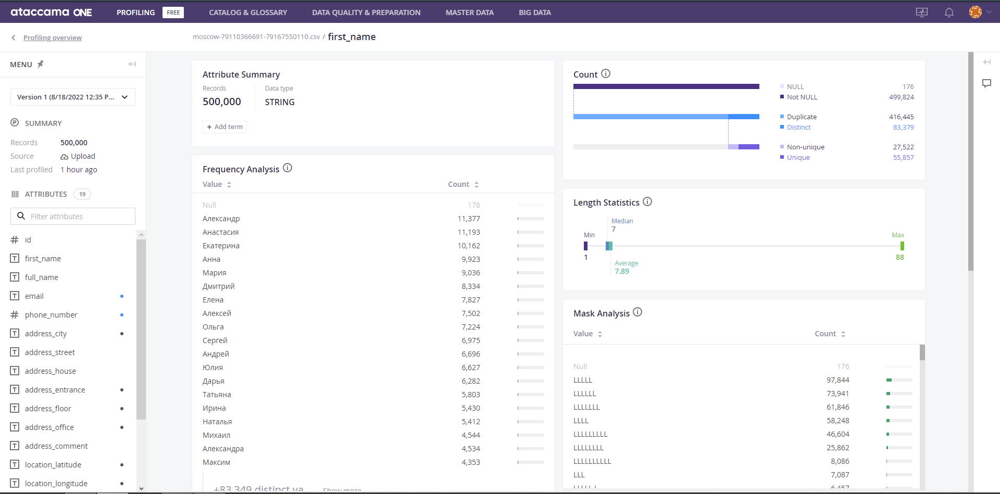 ataccama ONE PROFILING FREE CATALOG & GLOSSARY DATA QUALITY & PREPARATION MASTER DATA BIG DATA
Profiling overview
moscow-79110366691-79167550110.csv / first_name
MENU
Version 1 (8/18/2022 12:35 P...
SUMMARY
Records 500,000
Source Upload
Last profiled 1 hour ago
ATTRIBUTES 19
Filter attributes
id
first_name
full_name
email
phone_number
address_city
address_street
address_house
address_entrance
address_floor
address_office
address_comment
location_latitude
location_longitude
Attribute Summary
Records Data type
500,000 STRING
+ Add term
Frequency Analysis
Value Count
Null 176
Александр 11,377
Анастасия 11,193
Екатерина 10,162
Анна 9,923
Мария 9,036
Дмитрий 8,334
Елена 7,827
Алексей 7,502
Ольга 7,224
Сергей 6,975
Андрей 6,696
Юлия 6,627
Дарья 6,282
Татьяна 5,803
Ирина 5,430
Наталья 5,412
Михаил 4,544
Александра 4,534
Максим 4,353
+83,349 distinct va Show more
Count
NULL 176
Not NULL 499,824
Duplicate 416,445
Distinct 83,379
Non-unique 27,522
Unique 55,857
Length Statistics
Median
7
Min
1
Max
88
Average
7.89
Mask Analysis
Value Count
Null 176
LLLLL 97,844
LLLLLL 73,941
LLLLLLL 61,846
LLLL 58,248
LLLLLLLLL 46,604
LLLLLLLL 25,862
LLLLLLLLLL 8,086
LLL 7,087
6,457